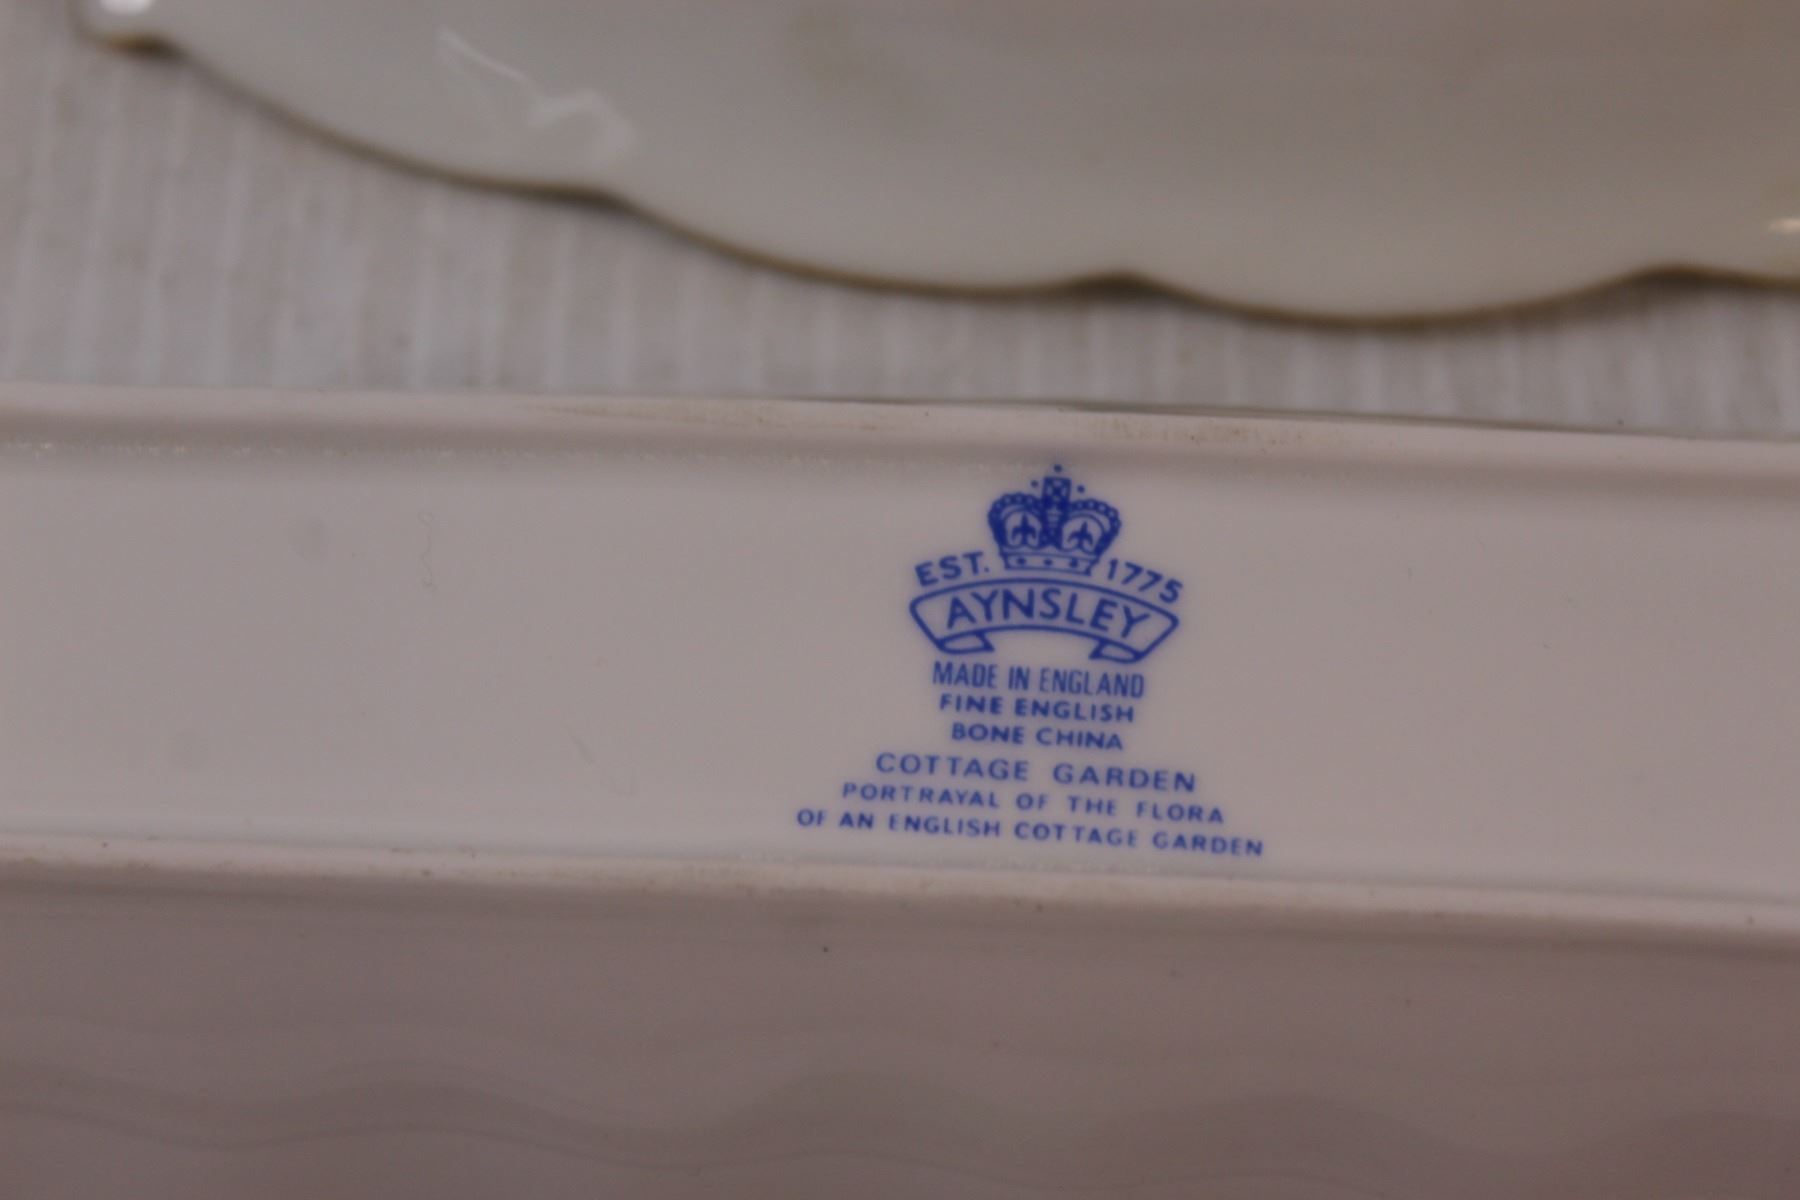 EST. 1775
AYNSLEY
MADE IN ENGLAND
FINE ENGLISH
BONE CHINA
COTTAGE GARDEN
PORTRAYAL OF THE FLORA
OF AN ENGLISH COTTAGE GARDEN